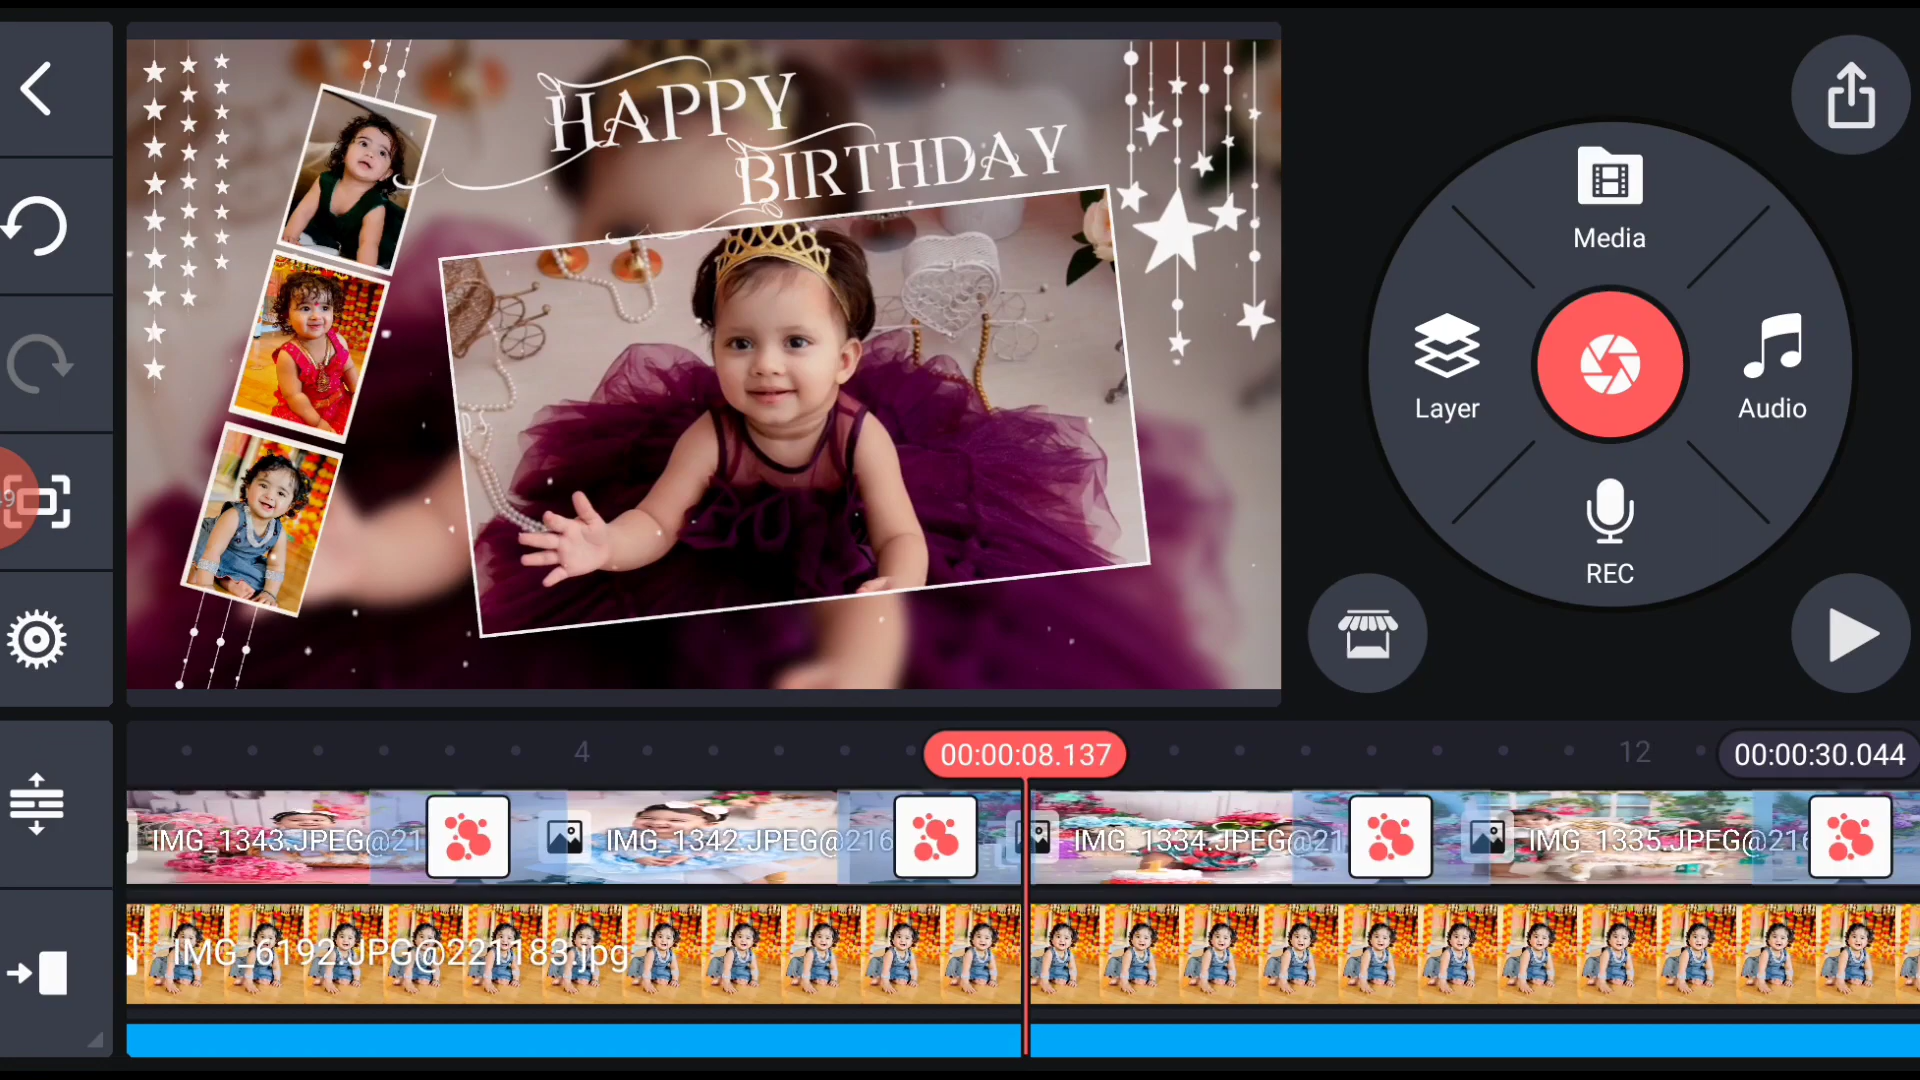 HAPPY
BIRTHDAY
Media
Layer
Audio
REC
9
4
00:00:08.137
12
00:00:30.044
IMG_1343.JPEG@21
IMG_1342.JPEG@216
IMG_1334.JPEG@21
IMG_1335.JPEG@216
IMG_6192.JPG@221183.jpg